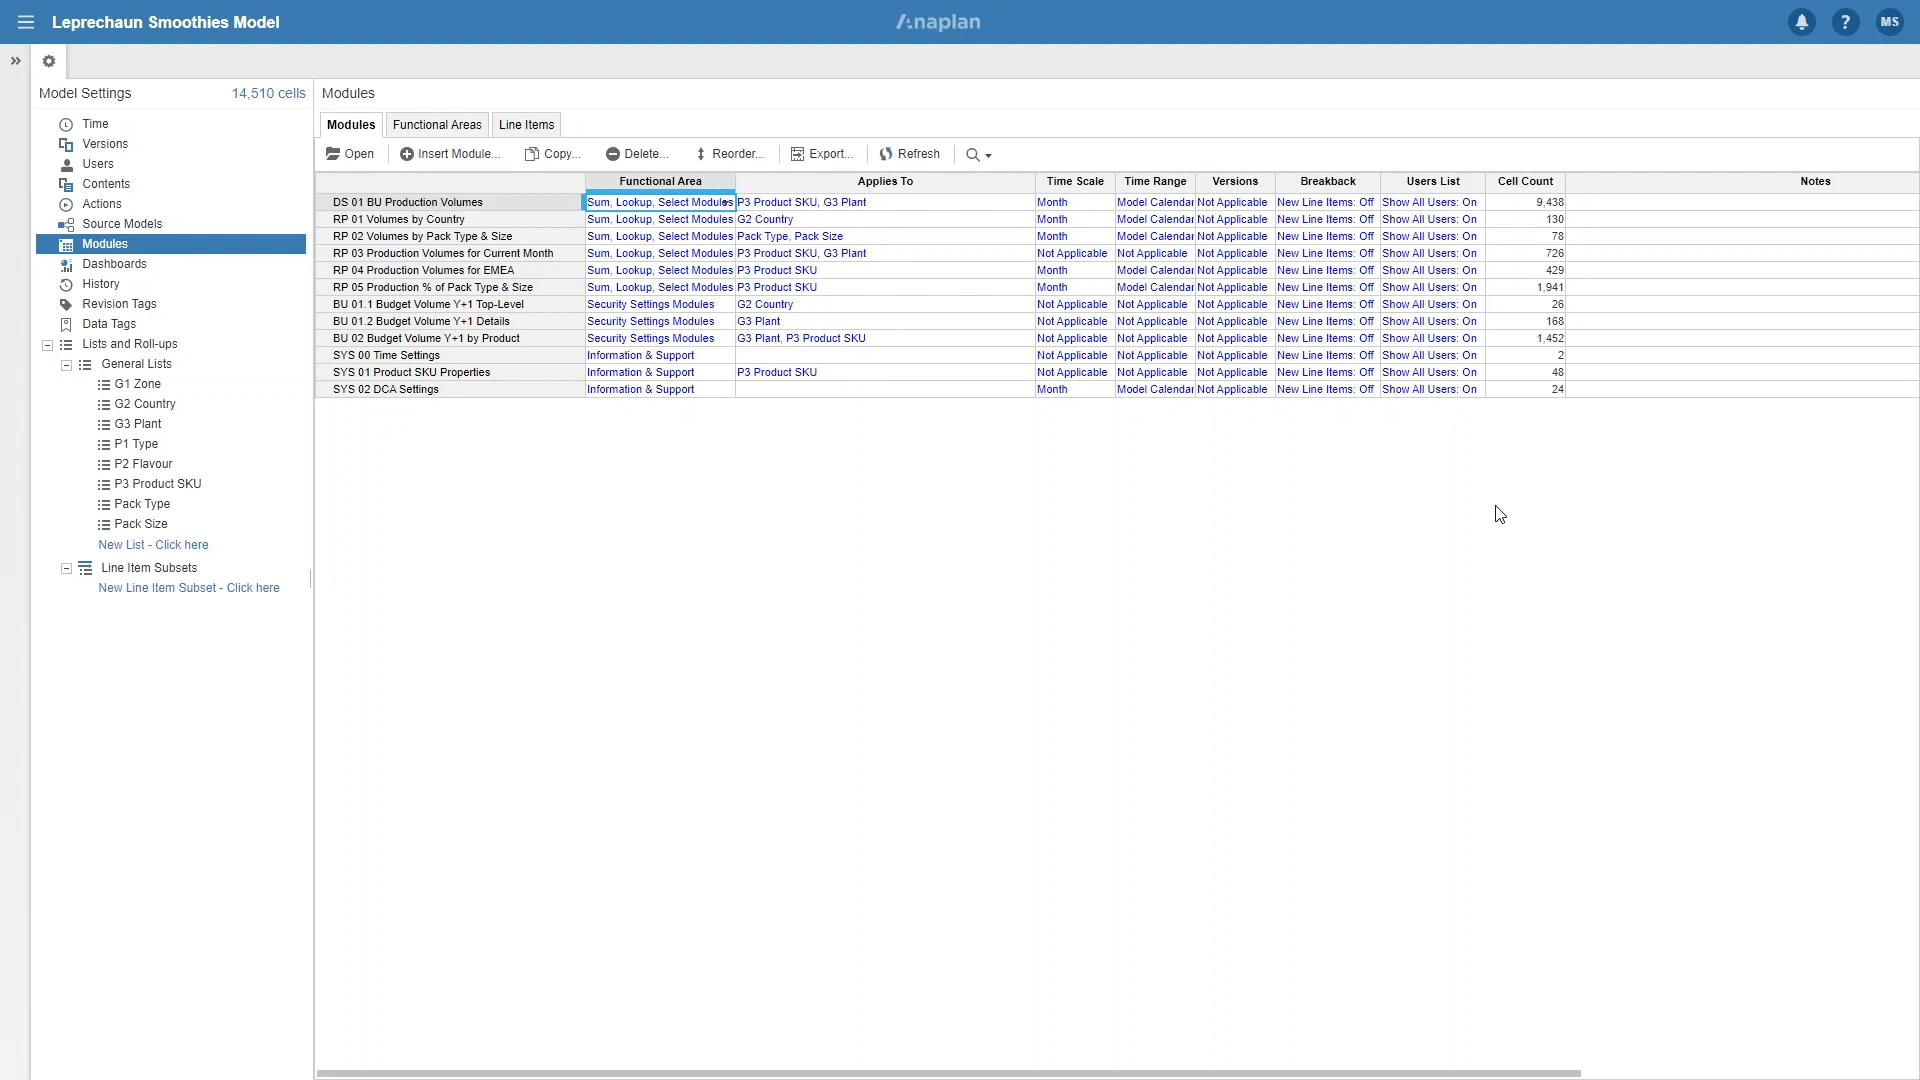 Leprechaun Smoothies Model
Anaplan
? MS
Model Settings 14,510 cells
Modules
Time
Versions
Users
Contents
Actions
Source Models
Modules
Dashboards
History
Revision Tags
Data Tags
Lists and Roll-ups
General Lists
G1 Zone
G2 Country
G3 Plant
P1 Type
P2 Flavour
P3 Product SKU
Pack Type
Pack Size
New List - Click here
Line Item Subsets
New Line Item Subset - Click here
Modules Functional Areas Line Items
Open Insert Module... Copy... Delete... Reorder... Export... Refresh
Functional Area Applies To Time Scale Time Range Versions Breakback Users List Cell Count Notes
DS 01 BU Production Volumes Sum, Lookup, Select Modules P3 Product SKU, G3 Plant Month Model Calendar Not Applicable New Line Items: Off Show All Users: On 9,438
RP 01 Volumes by Country Sum, Lookup, Select Modules G2 Country Month Model Calendar Not Applicable New Line Items: Off Show All Users: On 130
RP 02 Volumes by Pack Type & Size Sum, Lookup, Select Modules Pack Type, Pack Size Month Model Calendar Not Applicable New Line Items: Off Show All Users: On 78
RP 03 Production Volumes for Current Month Sum, Lookup, Select Modules P3 Product SKU, G3 Plant Not Applicable Not Applicable Not Applicable New Line Items: Off Show All Users: On 726
RP 04 Production Volumes for EMEA Sum, Lookup, Select Modules P3 Product SKU Month Model Calendar Not Applicable New Line Items: Off Show All Users: On 429
RP 05 Production % of Pack Type & Size Sum, Lookup, Select Modules P3 Product SKU Month Model Calendar Not Applicable New Line Items: Off Show All Users: On 1,941
BU 01.1 Budget Volume Y+1 Top-Level Security Settings Modules G2 Country Not Applicable Not Applicable Not Applicable New Line Items: Off Show All Users: On 26
BU 01.2 Budget Volume Y+1 Details Security Settings Modules G3 Plant Not Applicable Not Applicable Not Applicable New Line Items: Off Show All Users: On 168
BU 02 Budget Volume Y+1 by Product Security Settings Modules G3 Plant, P3 Product SKU Not Applicable Not Applicable Not Applicable New Line Items: Off Show All Users: On 1,452
SYS 00 Time Settings Information & Support Not Applicable Not Applicable Not Applicable New Line Items: Off Show All Users: On 2
SYS 01 Product SKU Properties Information & Support P3 Product SKU Not Applicable Not Applicable Not Applicable New Line Items: Off Show All Users: On 48
SYS 02 DCA Settings Information & Support Month Model Calendar Not Applicable New Line Items: Off Show All Users: On 24